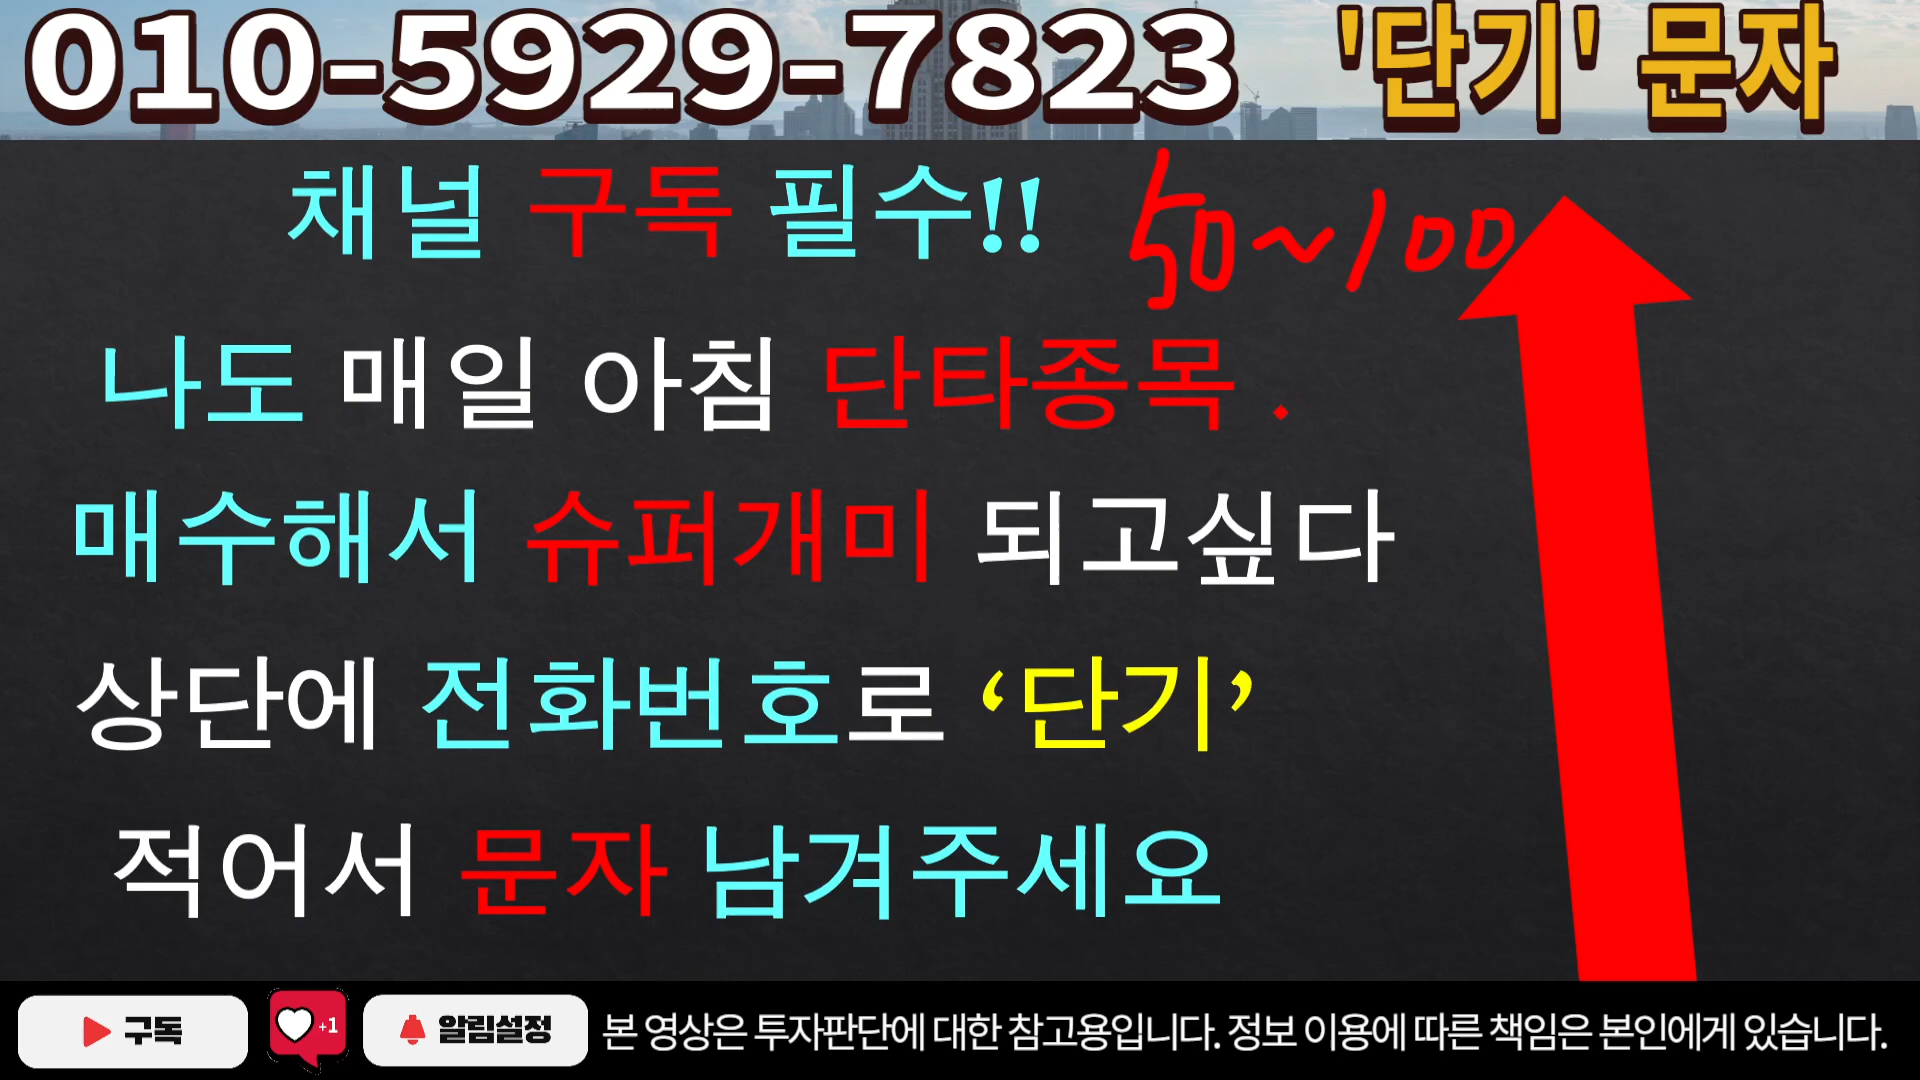 010-5929-7823 '단기' 문자
채널 구독 필수!! 50~100
나도 매일 아침 단타종목 .
매수해서 슈퍼개미 되고싶다
상단에 전화번호로 ‘단기’
적어서 문자 남겨주세요
구독 +1 알림설정 본 영상은 투자판단에 대한 참고용입니다. 정보 이용에 따른 책임은 본인에게 있습니다.